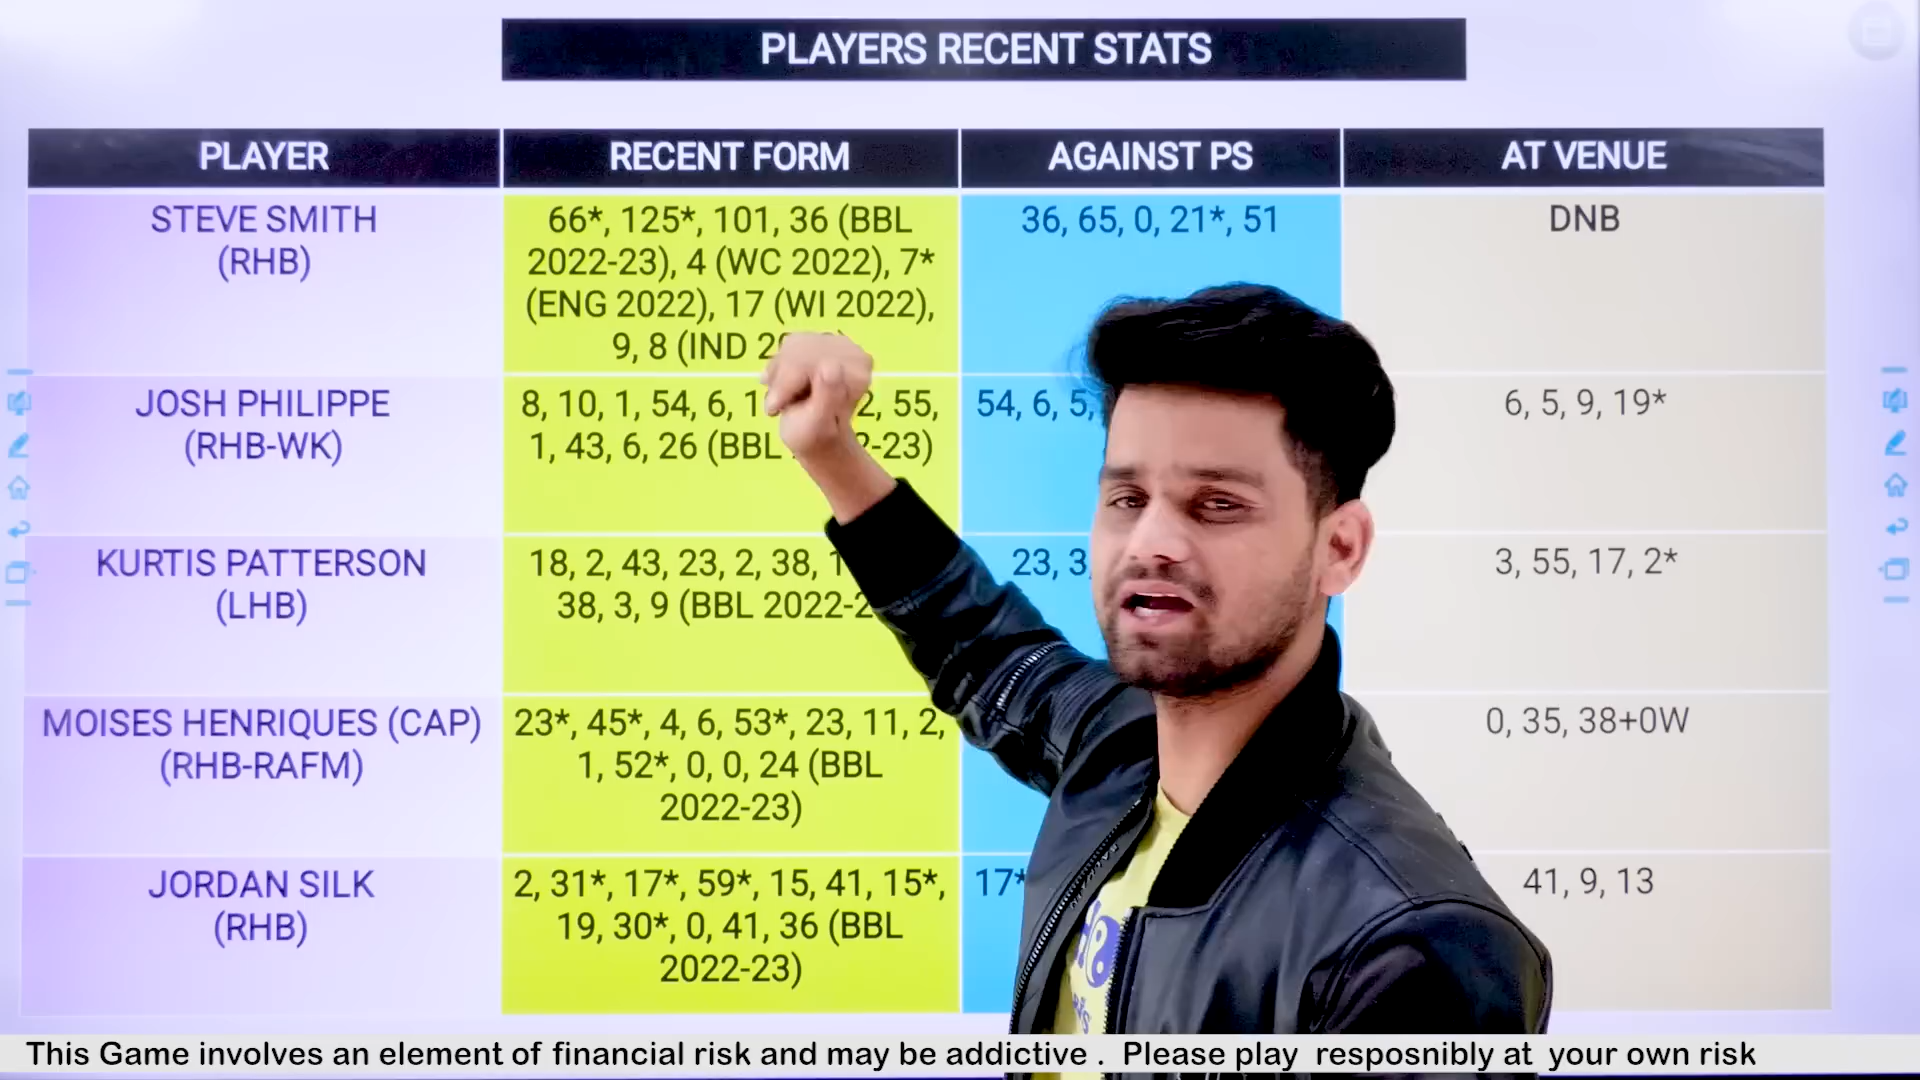 PLAYERS RECENT STATS
PLAYER RECENT FORM AGAINST PS AT VENUE
STEVE SMITH
(RHB)
66*, 125*, 101, 36 (BBL
2022-23), 4 (WC 2022), 7*
(ENG 2022), 17 (WI 2022),
9, 8 (IND
36, 65, 0, 21*, 51
DNB
JOSH PHILIPPE
(RHB-WK)
8, 10, 1, 54, 6, 55,
1, 43, 6, 26 (BBL -23)
54, 6, 5,
6, 5, 9, 19*
KURTIS PATTERSON
(LHB)
18, 2, 43, 23, 2, 38,
38, 3, 9 (BBL 2022-2
23, 3
3, 55, 17, 2*
MOISES HENRIQUES (CAP)
(RHB-RAFM)
23*, 45*, 4, 6, 53*, 23, 11, 2,
1, 52*, 0, 0, 24 (BBL
2022-23)
0, 35, 38+0W
JORDAN SILK
(RHB)
2, 31*, 17*, 59*, 15, 41, 15*,
19, 30*, 0, 41, 36 (BBL
2022-23)
17*
41, 9, 13
This Game involves an element of financial risk and may be addictive . Please play resposnibly at your own risk